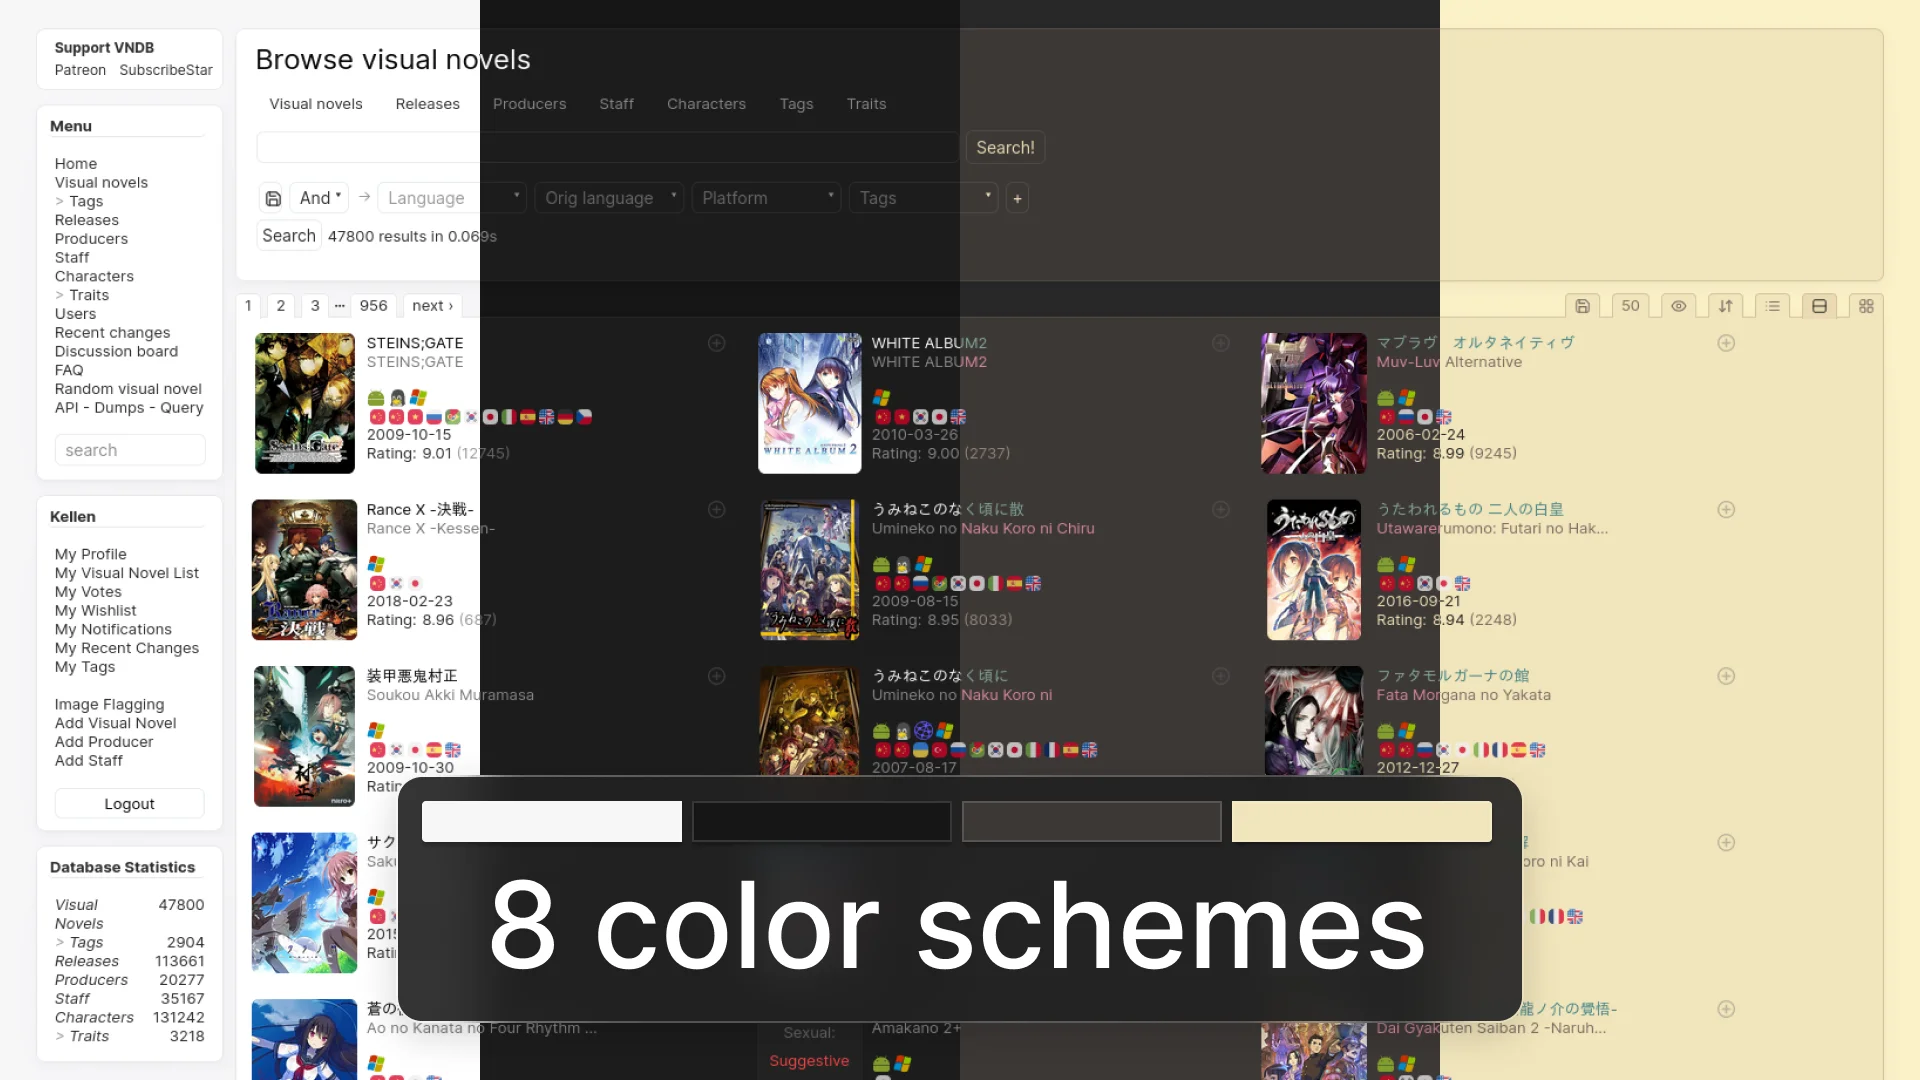 Support VNDB
Patreon SubscribeStar
Menu
Home
Visual novels
> Tags
Releases
Producers
Staff
Characters
> Traits
Users
Recent changes
Discussion board
FAQ
Random visual novel
API - Dumps - Query
search
Kellen
My Profile
My Visual Novel List
My Votes
My Wishlist
My Notifications
My Recent Changes
My Tags
Image Flagging
Add Visual Novel
Add Producer
Add Staff
Logout
Database Statistics
Visual Novels 47800
> Tags 2904
Releases 113661
Producers 20277
Staff 35167
Characters 131242
> Traits 3218
Browse visual novels
Visual novels Releases Producers Staff Characters Tags Traits
Search!
And → Language Orig language Platform Tags +
Search 47800 results in 0.069s
1 2 3 ··· 956 next ›
50
STEINS;GATE
STEINS;GATE
2009-10-15
Rating: 9.01 (12745)
WHITE ALBUM 2
WHITE ALBUM2
WHITE ALBUM2
2010-03-26
Rating: 9.00 (2737)
マブラヴ オルタネイティヴ
Muv-Luv Alternative
2006-02-24
Rating: 8.99 (9245)
Rance X -決戦-
Rance X -Kessen-
2018-02-23
Rating: 8.96 (687)
うみねこのなく頃に散
Umineko no Naku Koro ni Chiru
2009-08-15
Rating: 8.95 (8033)
うたわれるもの 二人の白皇
Utawarerumono: Futari no Hak...
2016-09-21
Rating: 8.94 (2248)
装甲悪鬼村正
Soukou Akki Muramasa
2009-10-30
うみねこのなく頃に
Umineko no Naku Koro ni
2007-08-17
ファタモルガーナの館
Fata Morgana no Yakata
2012-12-27
サク
oro ni Kai
8 color schemes
蒼の
Ao no Kanata no Four Rhythm ...
Sexual:
Suggestive
Amakano 2+
龍ノ介の覺悟-
Dai Gyakuten Saiban 2 -Naruh...